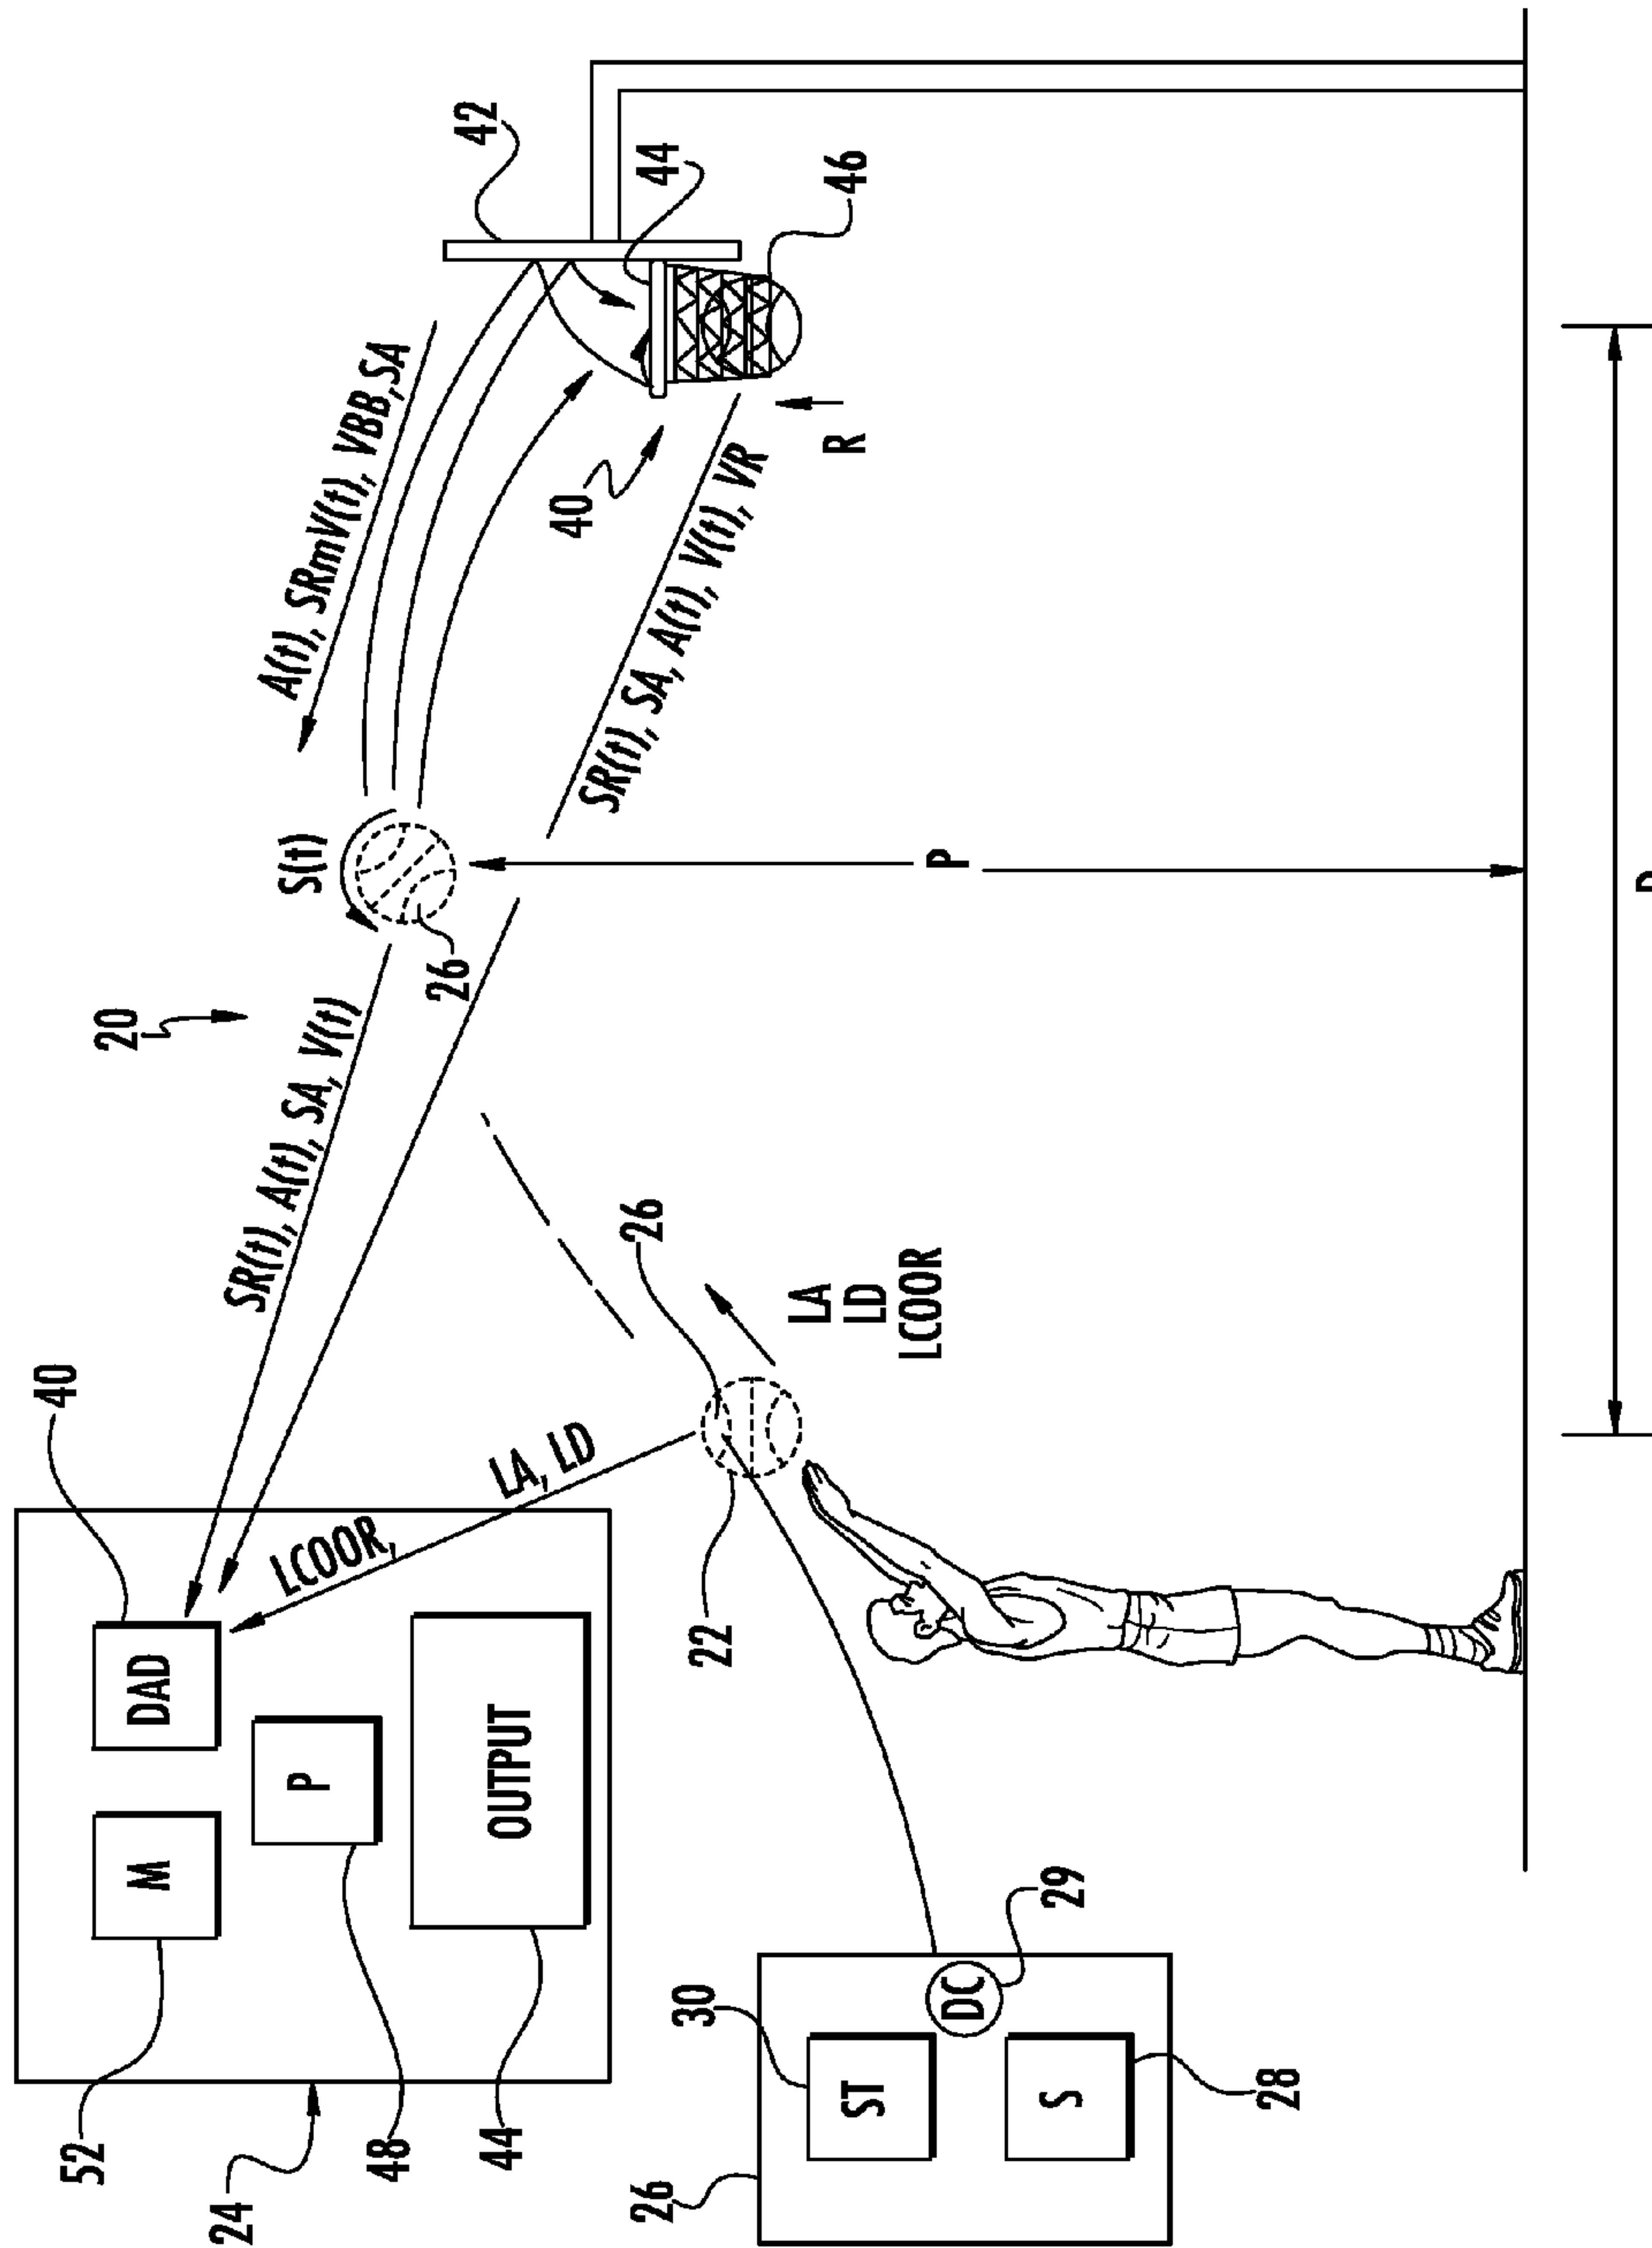 20
42
A(t), SRmV(t), VBB,SA
S(t)
44
40
52
M
DAD
SR(t), A(t), SA, V(t)
26
46
24
LCOOR,
LA, LD
40
R
48
P
SR(t), SA, A(t), V(t), VR
44
OUTPUT
22
26
LA
LD
LCOOR
P
26
30
ST
DC
29
S
28